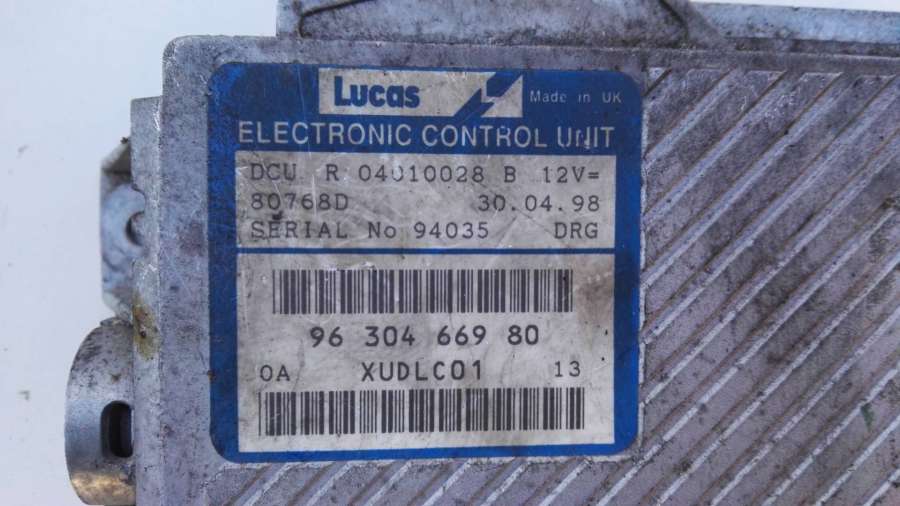 Lucas Made in UK
ELECTRONIC CONTROL UNIT
DCU R 04010028 B 12V=
80768D 30.04.98
SERIAL No 94035 DRG
96 304 669 80
0A XUDLC01 13